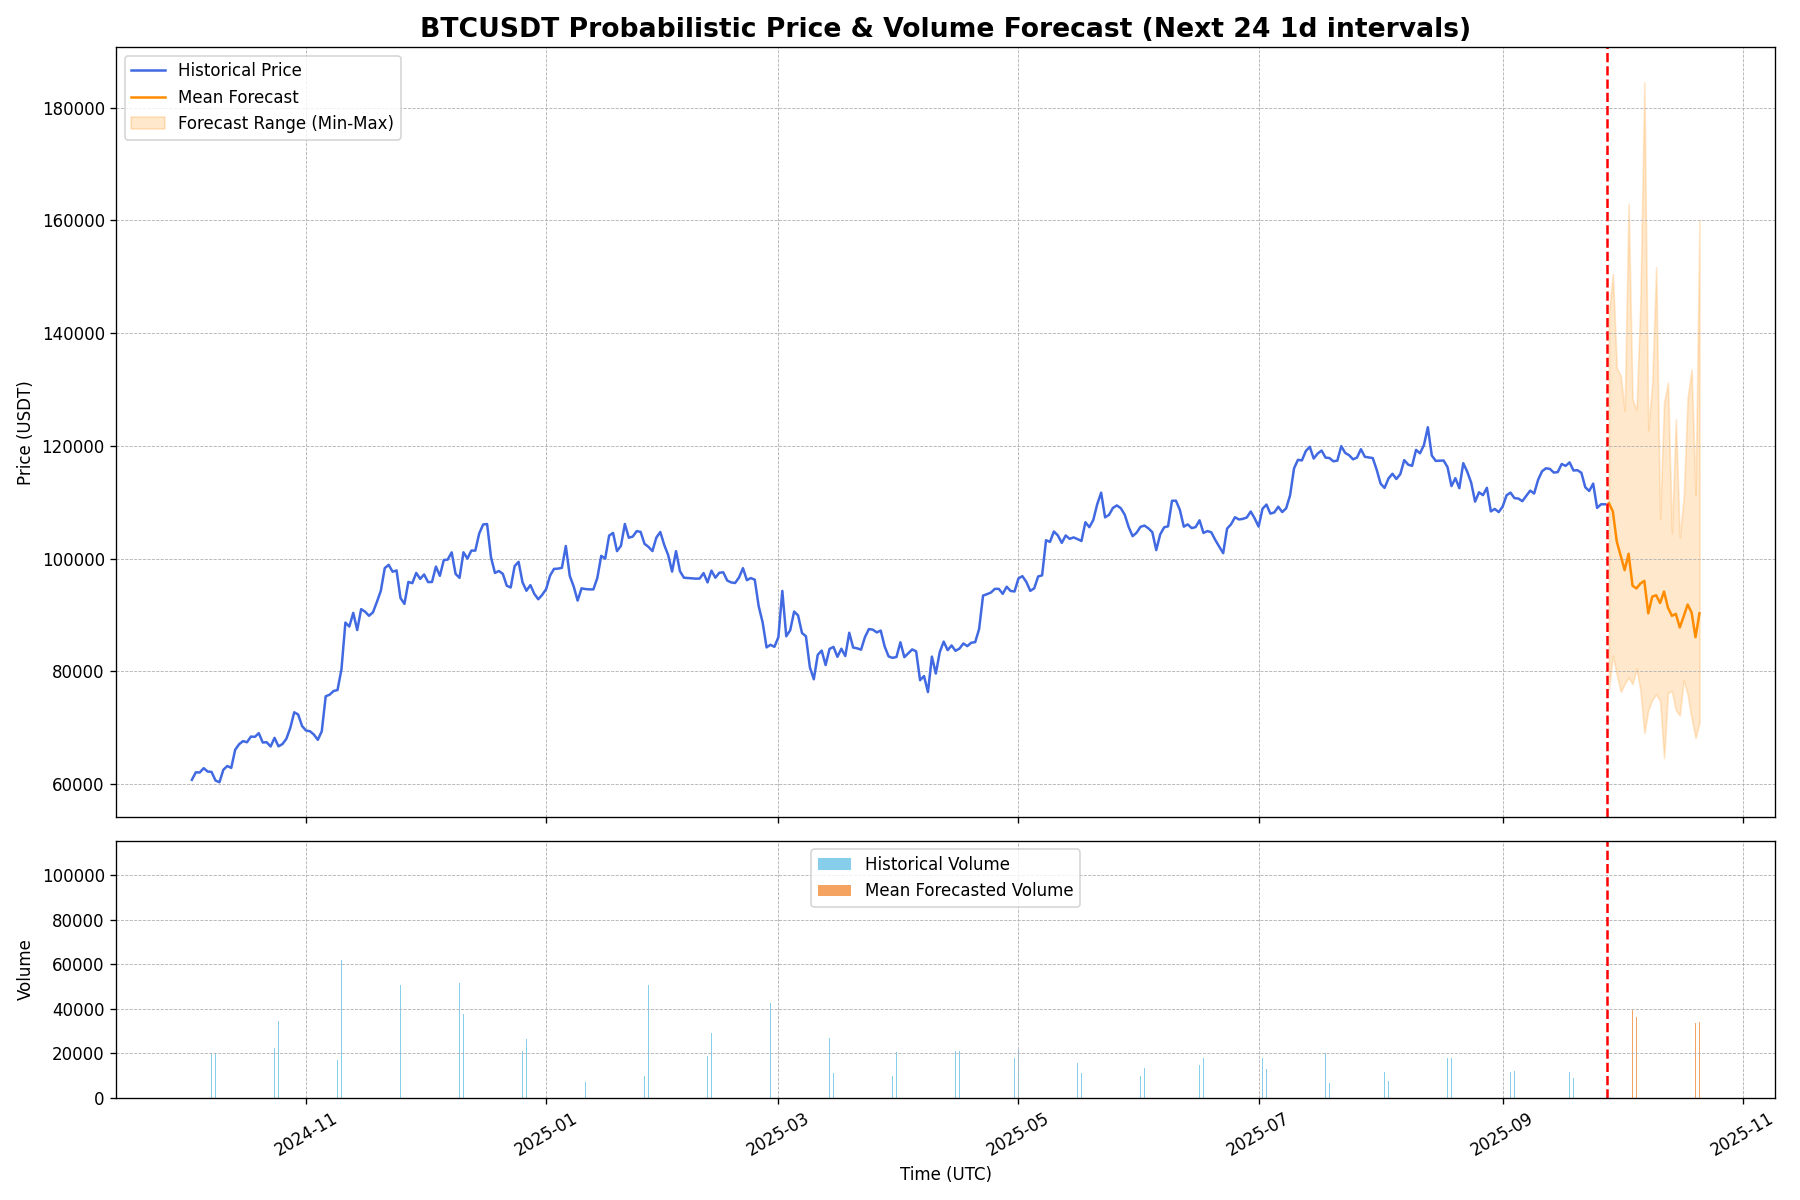 BTCUSDT Probabilistic Price & Volume Forecast (Next 24 1d intervals)
Historical Price
Mean Forecast
Forecast Range (Min-Max)
180000
160000
140000
120000
100000
80000
60000
Price (USDT)
Historical Volume
Mean Forecasted Volume
100000
80000
60000
40000
20000
0
Volume
2024-11
2025-01
2025-03
2025-05
2025-07
2025-09
2025-11
Time (UTC)